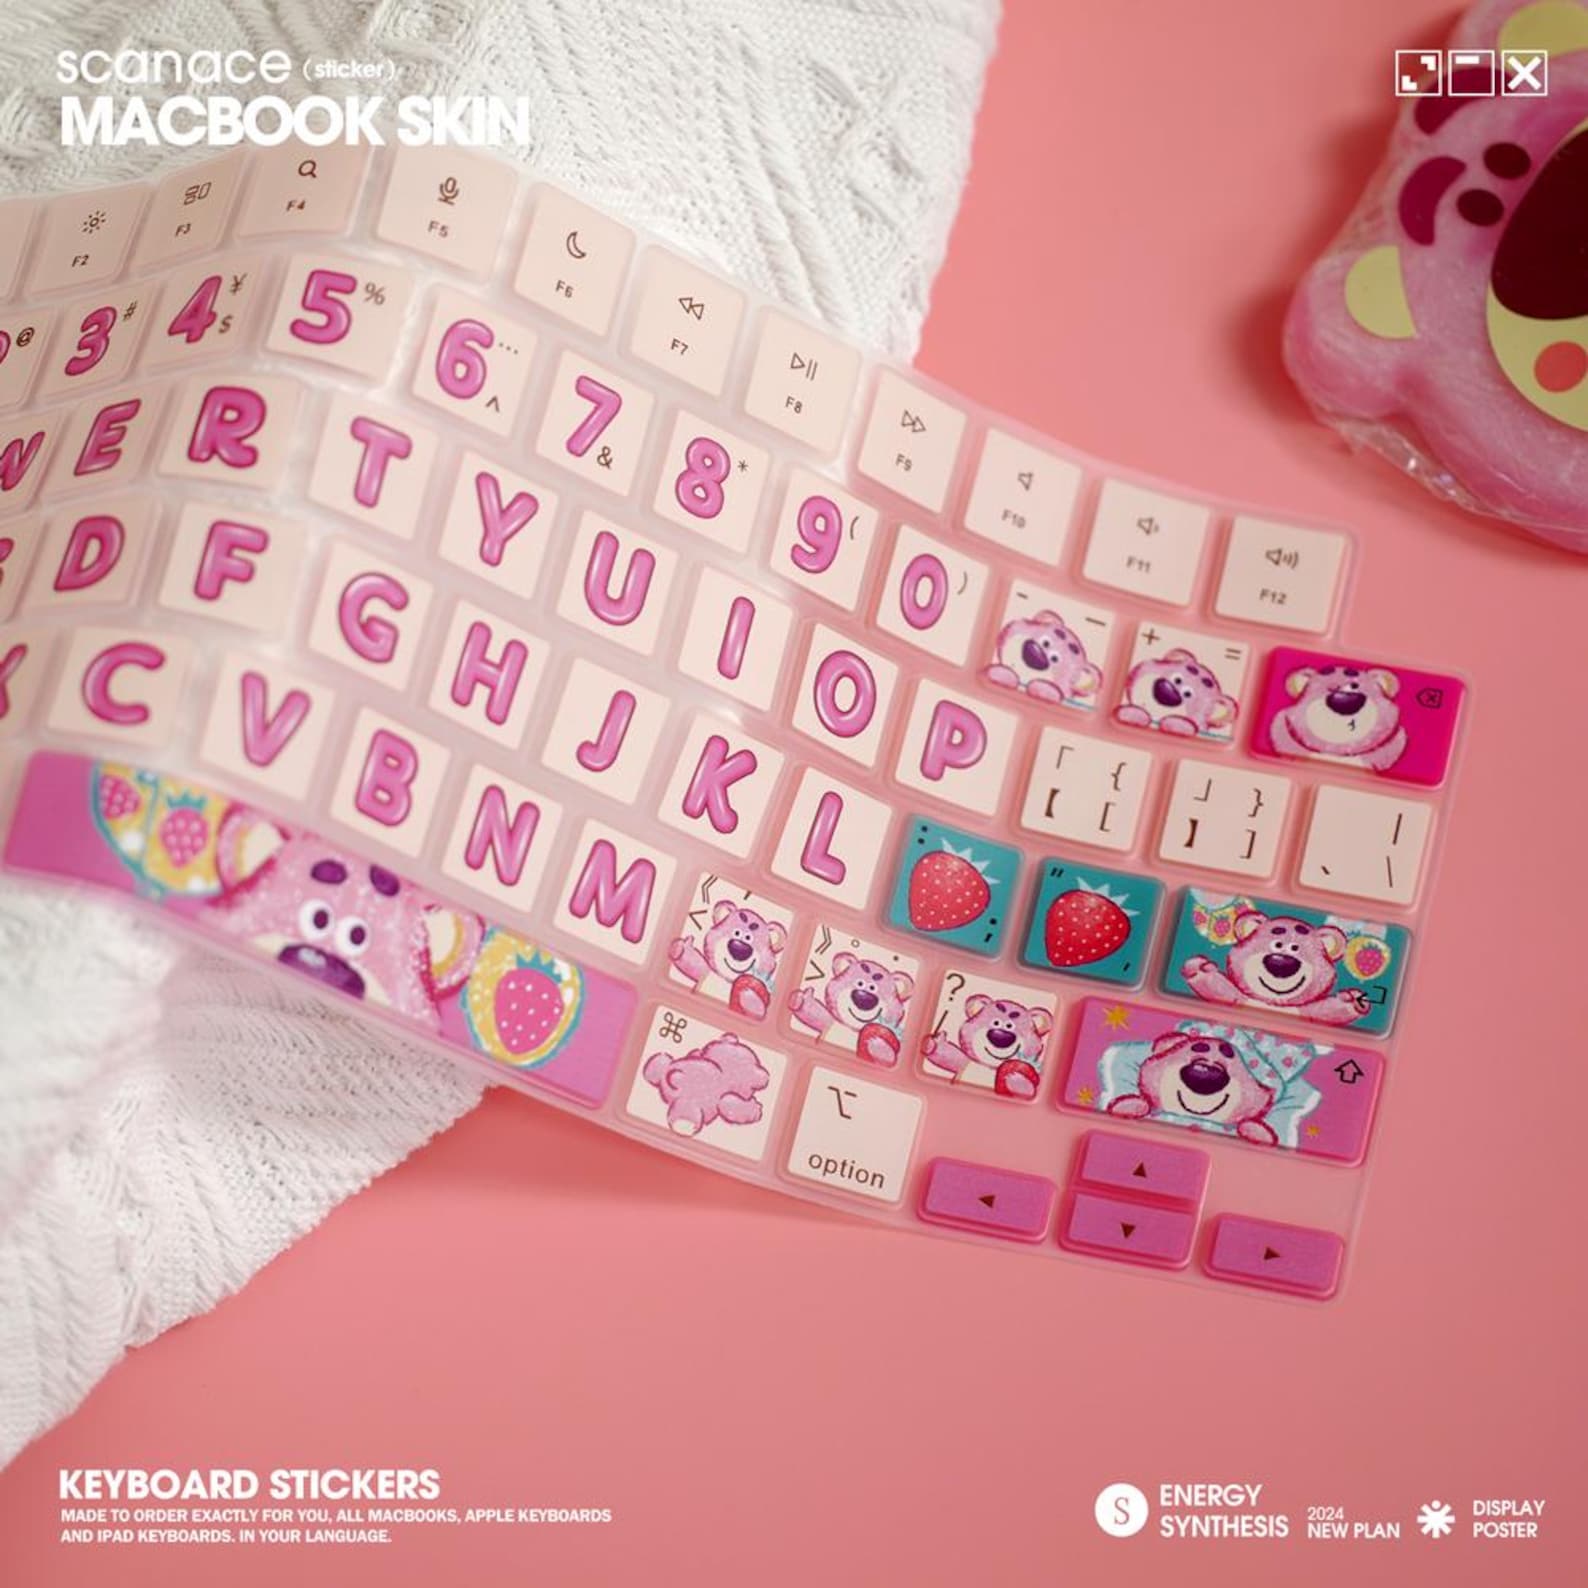 scanace (sticker)
MACBOOK SKIN
F2 F3 F4 F5 F6 F7 F8 F9 F10 F11 F12
@ 3 # 4 ¥ $ 5 % 6 … ^ 7 & 8 * 9 ( 0 ) - — + =
W E R T Y U I O P 「 { 【 [ 」 } 】 ] | 、 \
D F G H J K L : ; " '
X C V B N M 《 < 》 > 。 . ? /
⌘ ⌥ option ◀ ▲ ▼ ▶
KEYBOARD STICKERS
MADE TO ORDER EXACTLY FOR YOU, ALL MACBOOKS, APPLE KEYBOARDS
AND IPAD KEYBOARDS. IN YOUR LANGUAGE.
S ENERGY
SYNTHESIS
2024
NEW PLAN
DISPLAY
POSTER